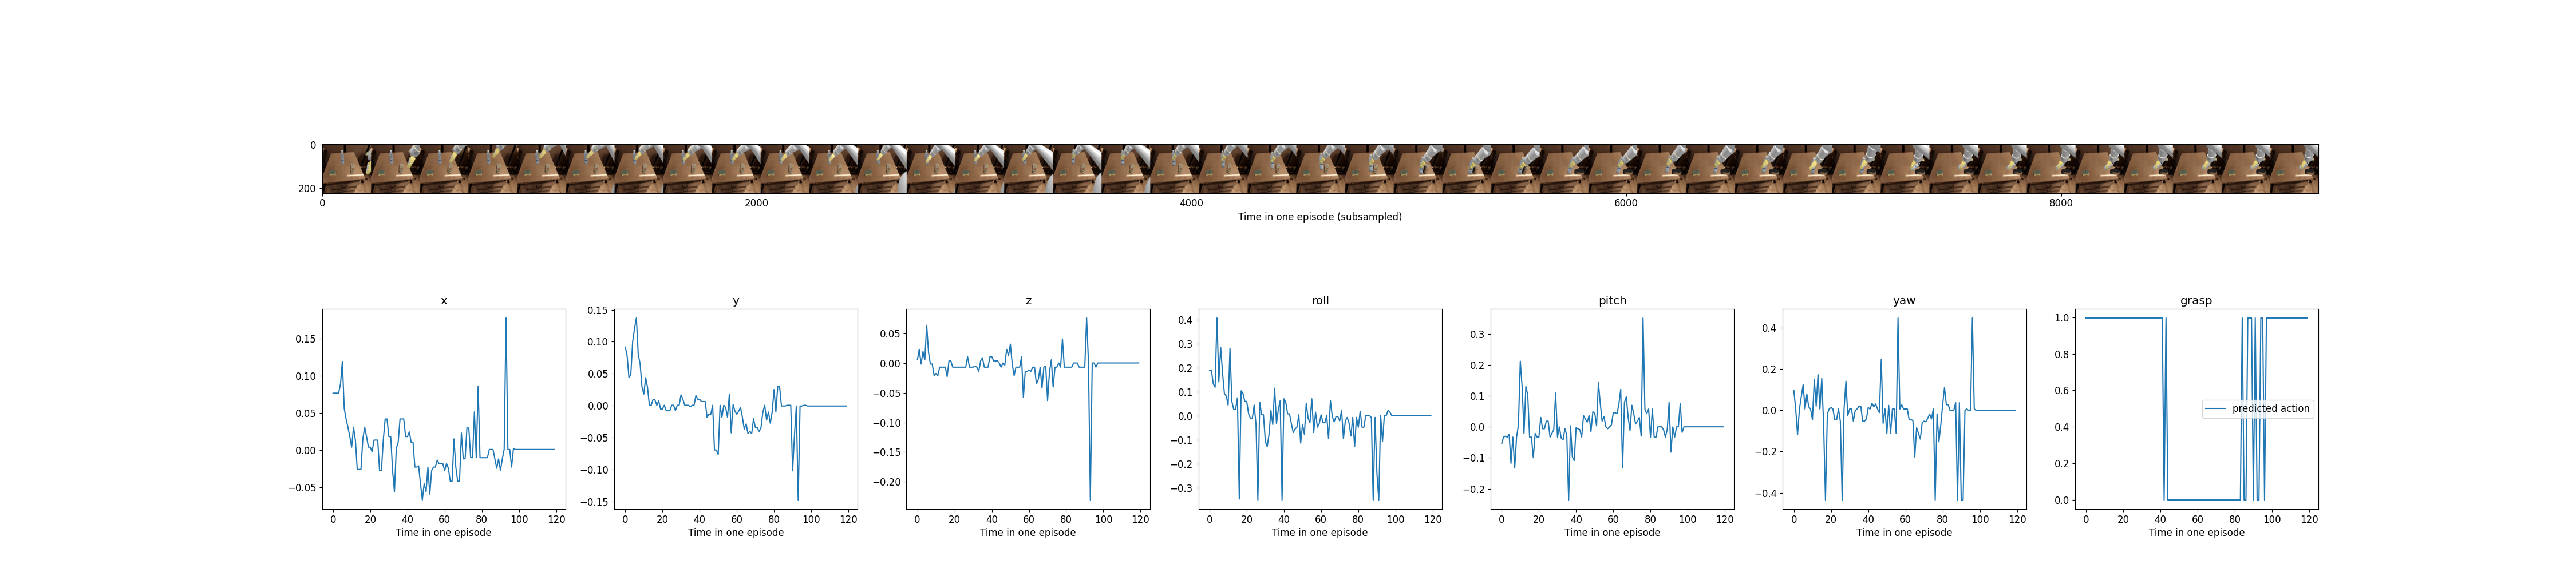 0
200
0 2000 4000 6000 8000
Time in one episode (subsampled)
x
0.15
0.10
0.05
0.00
−0.05
0 20 40 60 80 100 120
Time in one episode
y
0.15
0.10
0.05
0.00
−0.05
−0.10
−0.15
0 20 40 60 80 100 120
Time in one episode
z
0.05
0.00
−0.05
−0.10
−0.15
−0.20
0 20 40 60 80 100 120
Time in one episode
roll
0.4
0.3
0.2
0.1
0.0
−0.1
−0.2
−0.3
0 20 40 60 80 100 120
Time in one episode
pitch
0.3
0.2
0.1
0.0
−0.1
−0.2
0 20 40 60 80 100 120
Time in one episode
yaw
0.4
0.2
0.0
−0.2
−0.4
0 20 40 60 80 100 120
Time in one episode
grasp
1.0
0.8
0.6
0.4
0.2
0.0
predicted action
0 20 40 60 80 100 120
Time in one episode